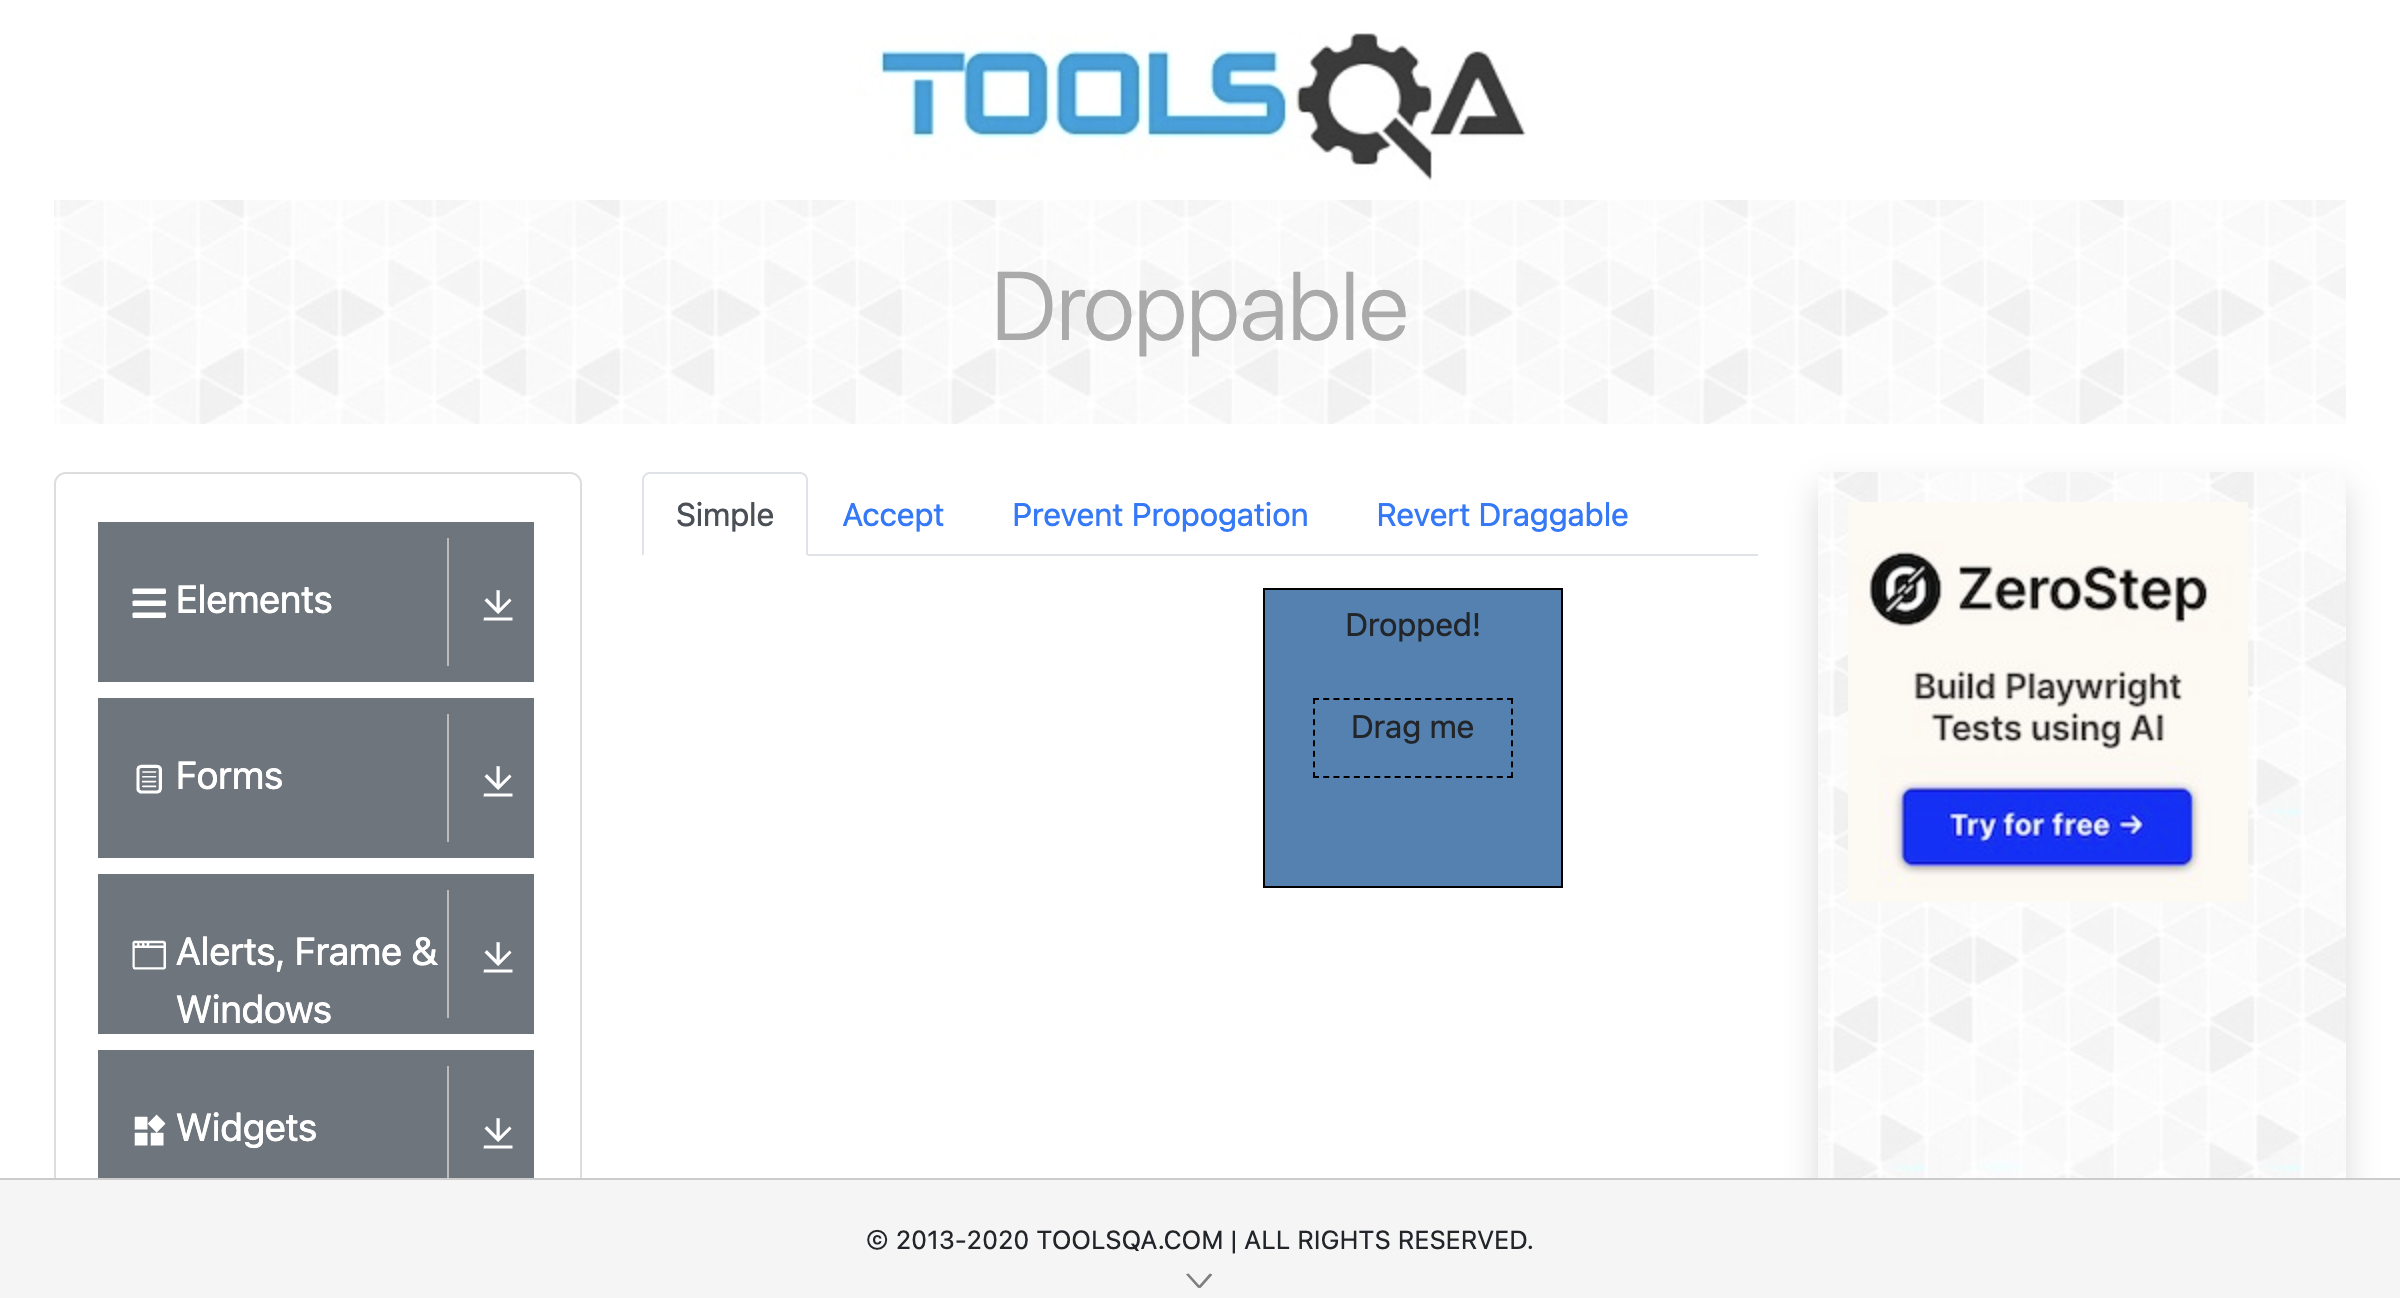 TOOLSQA
Droppable
Elements
Forms
Alerts, Frame &
Windows
Widgets
Simple
Accept
Prevent Propogation
Revert Draggable
Dropped!
Drag me
ZeroStep
Build Playwright
Tests using AI
Try for free →
© 2013-2020 TOOLSQA.COM | ALL RIGHTS RESERVED.